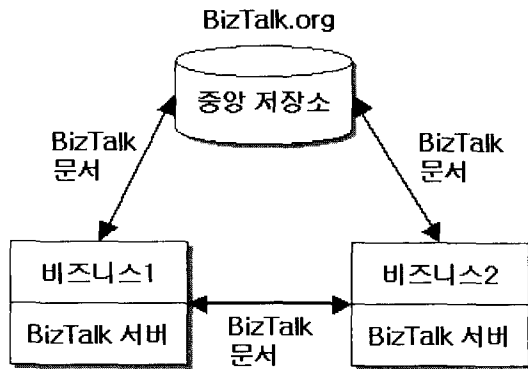 BizTalk.org
중앙 저장소
BizTalk
문서
BizTalk
문서
비즈니스1
BizTalk 서버
BizTalk
문서
비즈니스2
BizTalk 서버